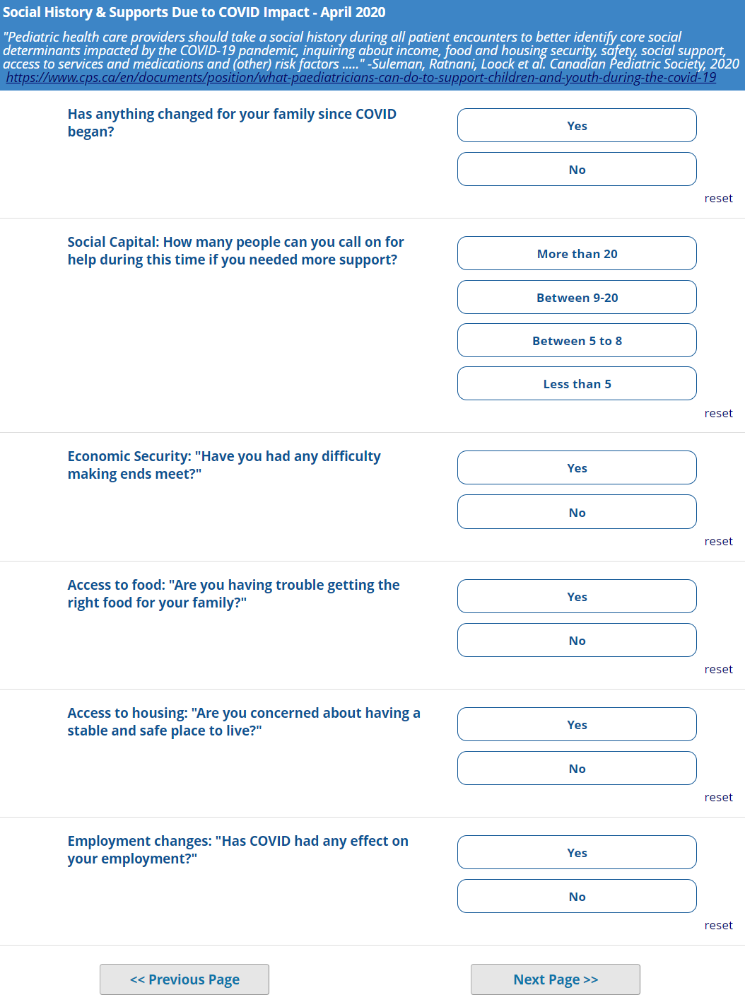 Social History & Supports Due to COVID Impact - April 2020
"Pediatric health care providers should take a social history during all patient encounters to better identify core social
determinants impacted by the COVID-19 pandemic, inquiring about income, food and housing security, safety, social support,
access to services and medications and (other) risk factors ....." -Suleman, Ratnani, Loock et al. Canadian Pediatric Society, 2020
https://www.cps.ca/en/documents/position/what-paediatricians-can-do-to-support-children-and-youth-during-the-covid-19
Has anything changed for your family since COVID
began?
Yes
No
reset
Social Capital: How many people can you call on for
help during this time if you needed more support?
More than 20
Between 9-20
Between 5 to 8
Less than 5
reset
Economic Security: "Have you had any difficulty
making ends meet?"
Yes
No
reset
Access to food: "Are you having trouble getting the
right food for your family?"
Yes
No
reset
Access to housing: "Are you concerned about having a
stable and safe place to live?"
Yes
No
reset
Employment changes: "Has COVID had any effect on
your employment?"
Yes
No
reset
<< Previous Page
Next Page >>